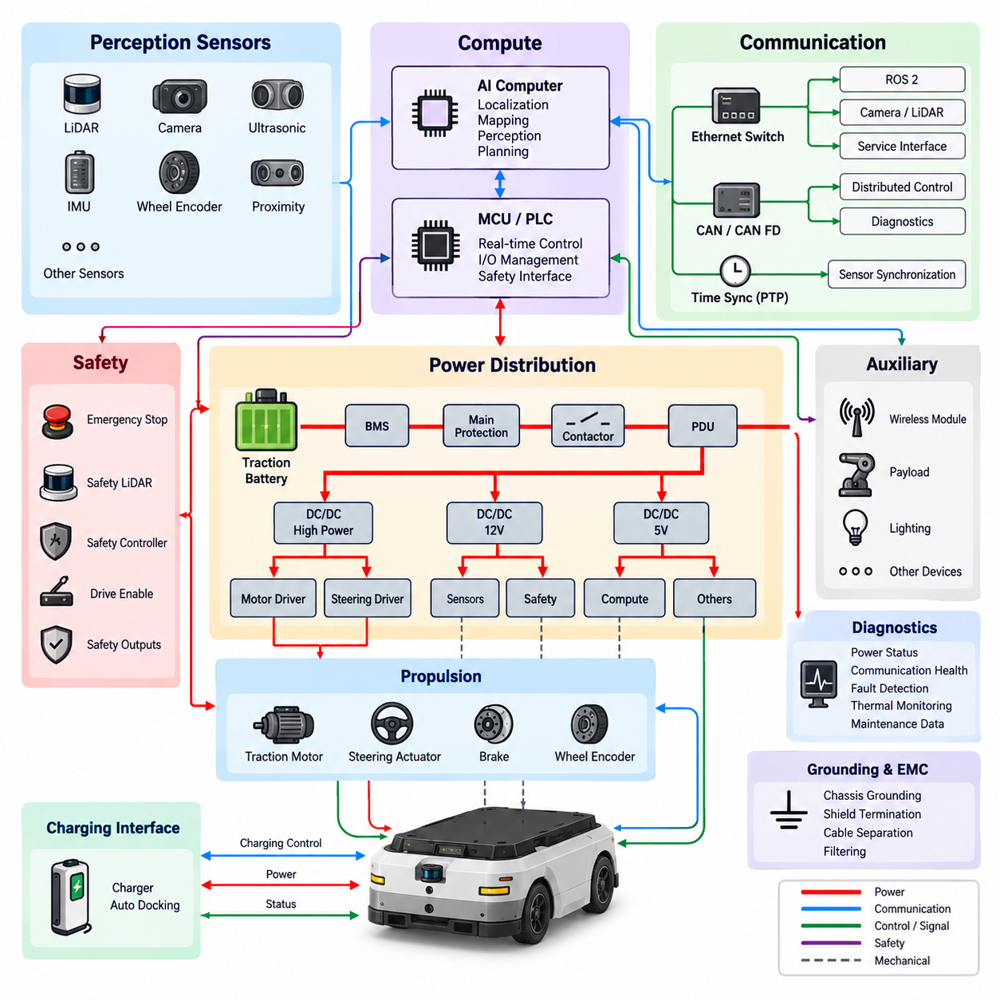 Perception Sensors
LiDAR
Camera
Ultrasonic
IMU
Wheel Encoder
Proximity
Other Sensors
Compute
AI Computer
Localization
Mapping
Perception
Planning
MCU / PLC
Real-time Control
I/O Management
Safety Interface
Communication
Ethernet Switch
ROS 2
Camera / LiDAR
Service Interface
CAN / CAN FD
Distributed Control
Diagnostics
Time Sync (PTP)
Sensor Synchronization
Safety
Emergency Stop
Safety LiDAR
Safety Controller
Drive Enable
Safety Outputs
Power Distribution
Traction
Battery
BMS
Main
Protection
Contactor
PDU
DC/DC
High Power
DC/DC
12V
DC/DC
5V
Motor Driver
Steering Driver
Sensors
Safety
Compute
Others
Auxiliary
Wireless Module
Payload
Lighting
Other Devices
Diagnostics
Power Status
Communication Health
Fault Detection
Thermal Monitoring
Maintenance Data
Propulsion
Traction Motor
Steering Actuator
Brake
Wheel Encoder
Grounding & EMC
Chassis Grounding
Shield Termination
Cable Separation
Filtering
Charging Interface
Charger
Auto Docking
Charging Control
Power
Status
Power
Communication
Control / Signal
Safety
Mechanical